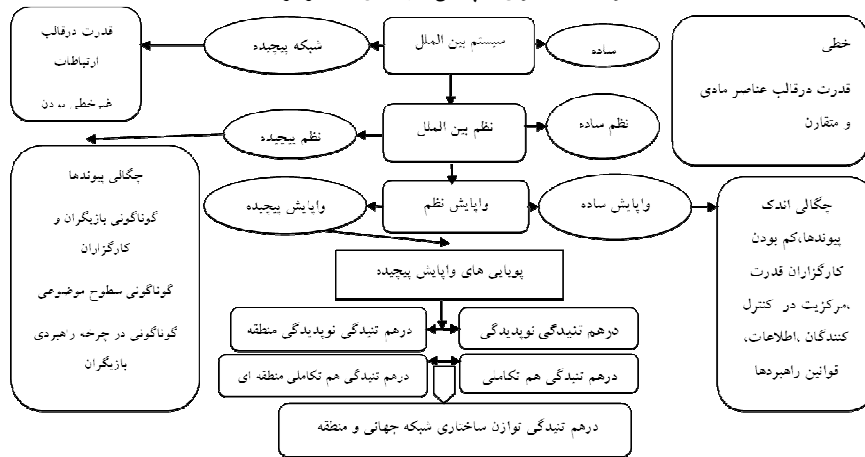 خطی
قدرت درقالب عناصر مادی
و متقارن
ساده
سیستم بین الملل
شبکه پیچیده
قدرت درقالب
ارتباطات
غیرخطی بودن
نظم ساده
نظم بین الملل
نظم پیچیده
چگالی پیوندها
گوناگونی بازیگران و
کارگزاران
گوناگونی سطوح موضوعی
گوناگونی در چرخه راهبردی
بازیگران
واپایش ساده
واپایش نظم
واپایش پیچیده
چگالی اندک
پیوندها،کم بودن
کارگزاران قدرت
،مرکزیت در کنترل
کنندگان ،اطلاعات،
قوانین راهبردها
پویایی های واپایش پیچیده
درهم تنیدگی نوپدیدگی
درهم تنیدگی نوپدیدگی منطقه
درهم تنیدگی هم تکاملی
درهم تنیدگی هم تکاملی منطقه ای
درهم تنیدگی توازن ساختاری شبکه جهانی و منطقه